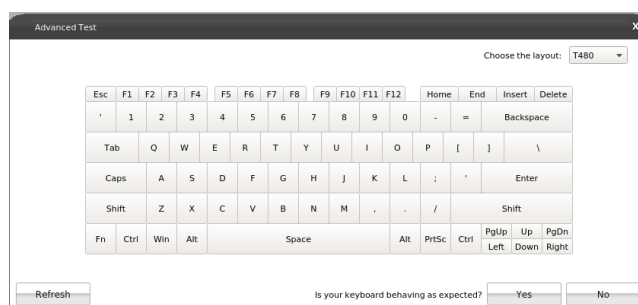 Advanced Test X
Choose the layout: T480
Esc F1 F2 F3 F4 F5 F6 F7 F8 F9 F10 F11 F12 Home End Insert Delete
' 1 2 3 4 5 6 7 8 9 0 - = Backspace
Tab Q W E R T Y U I O P [ ] \
Caps A S D F G H J K L ; ' Enter
Shift Z X C V B N M , . / Shift
Fn Ctrl Win Alt Space Alt PrtSc Ctrl PgUp Up PgDn
Left Down Right
Refresh Is your keyboard behaving as expected? Yes No